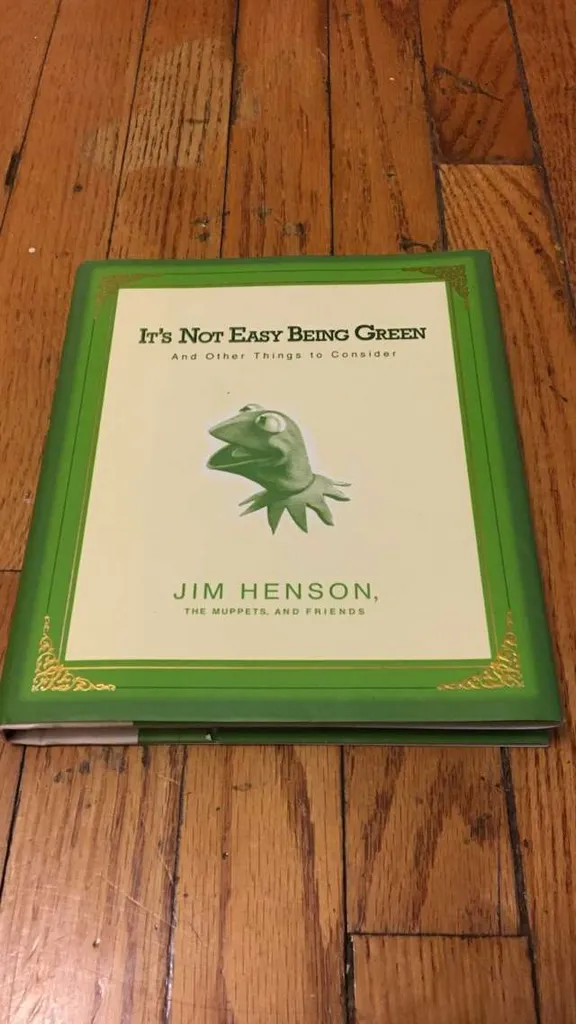 IT'S NOT EASY BEING GREEN
And Other Things to Consider
JIM HENSON,
THE MUPPETS, AND FRIENDS